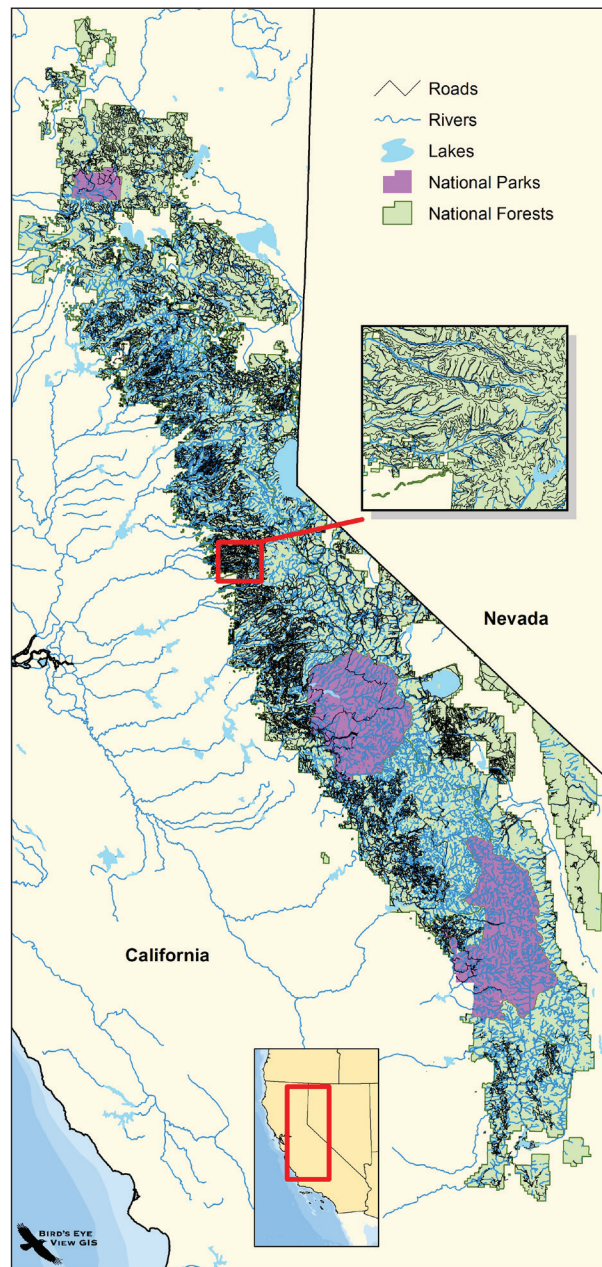 Roads
Rivers
Lakes
National Parks
National Forests
Nevada
California
BIRD'S EYE
VIEW GIS